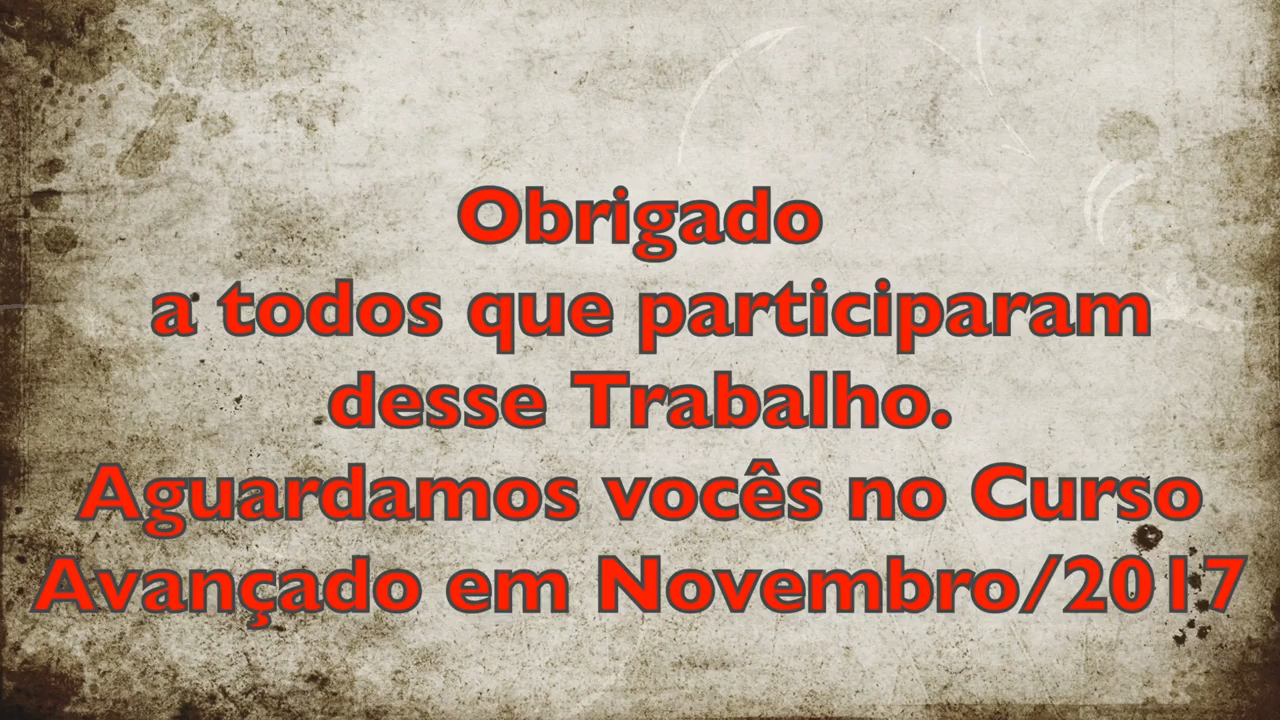 Obrigado
a todos que participaram
desse Trabalho.
Aguardamos vocês no Curso
Avançado em Novembro/2017